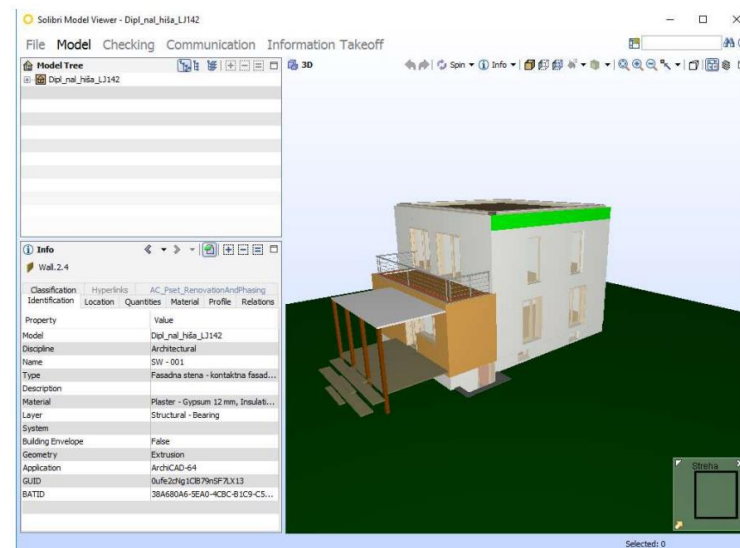 Solibri Model Viewer - Dipl_nal_hiša_LJ142
File Model Checking Communication Information Takeoff
Model Tree
Dipl_nal_hiša_LJ142
3D
Spin
Info
Info
Wall.2.4
Classification Hyperlinks AC_Pset_RenovationAndPhasing
Identification Location Quantities Material Profile Relations
Property Value
Model Dipl_nal_hiša_LJ142
Discipline Architectural
Name SW - 001
Type Fasadna stena - kontaktna fasad...
Description
Material Plaster - Gypsum 12 mm, Insulati...
Layer Structural - Bearing
System
Building Envelope False
Geometry Extrusion
Application ArchiCAD-64
GUID
BATID 38A680A6-5EA0-4CBC-B1C9-C5...
Streha
Selected: 0